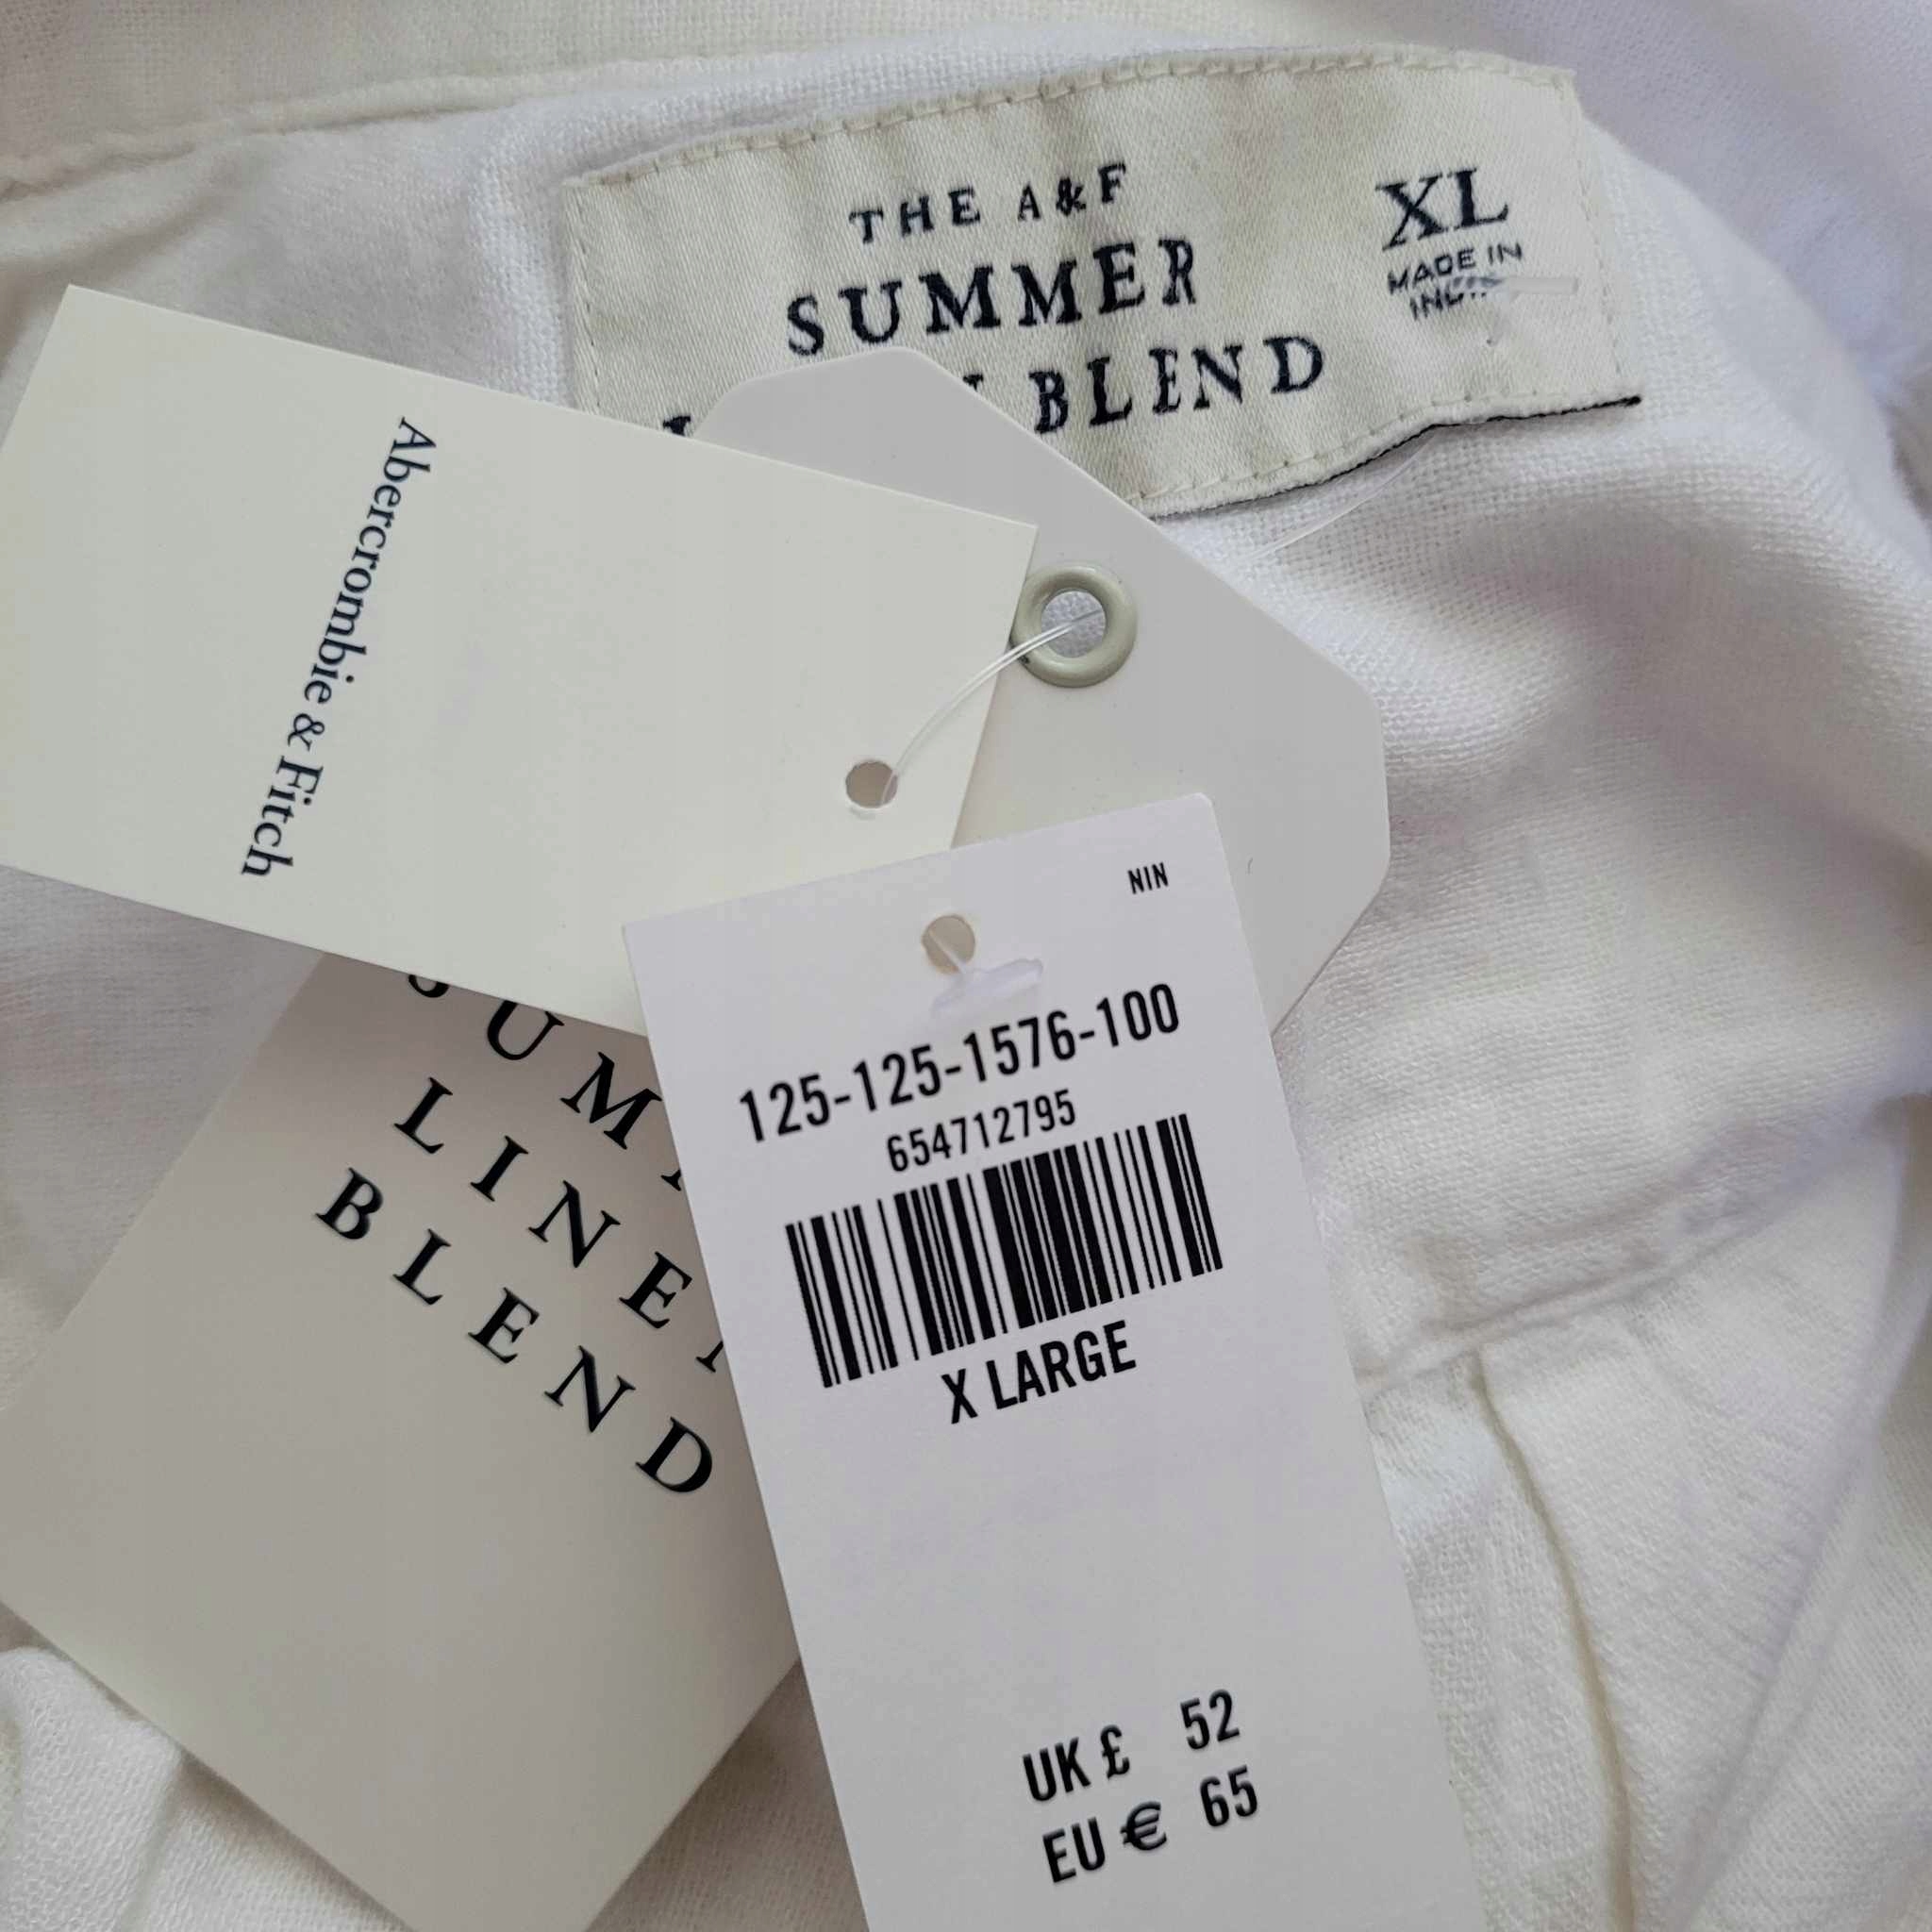 THE A&F
SUMMER
BLEND
XL
MADE IN
Abercrombie & Fitch
LINEN
BLEND
NIN
125-125-1576-100
654712795
X LARGE
UK £ 52
EU € 65